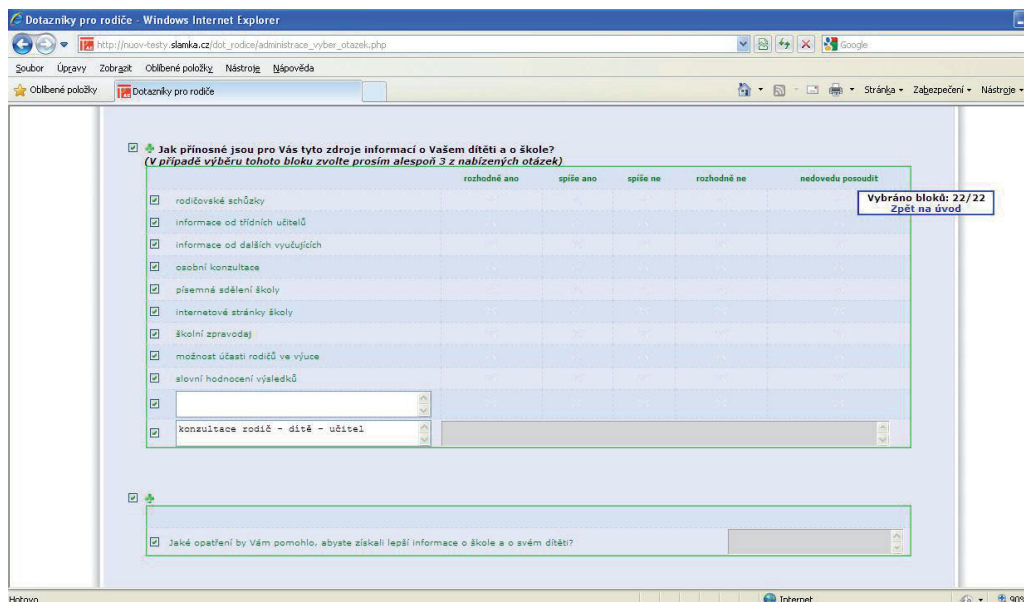 Dotazníky pro rodiče - Windows Internet Explorer
http://nuov-testy.slamka.cz/dot_rodice/administrace_vyber_otazek.php
Google
Soubor Úpravy Zobrazit Oblíbené položky Nástroje Nápověda
Oblíbené položky
Dotazníky pro rodiče
Stránka
Zabezpečení
Nástroje
Jak přínosné jsou pro Vás tyto zdroje informací o Vašem dítěti a o škole?
(V případě výběru tohoto bloku zvolte prosím alespoň 3 z nabízených otázek)
rozhodně ano spíše ano spíše ne rozhodně ne nedovedu posoudit
rodičovské schůzky
Vybráno bloků: 22/22
Zpět na úvod
informace od třídních učitelů
informace od dalších vyučujících
osobní konzultace
písemné sdělení školy
internetové stránky školy
školní zpravodaj
možnost účasti rodičů ve výuce
slovní hodnocení výsledků
konzultace rodič - dítě - učitel
Jaké opatření by Vám pomohlo, abyste získali lepší informace o škole a o svém dítěti?
Hotovo
Internet
90%